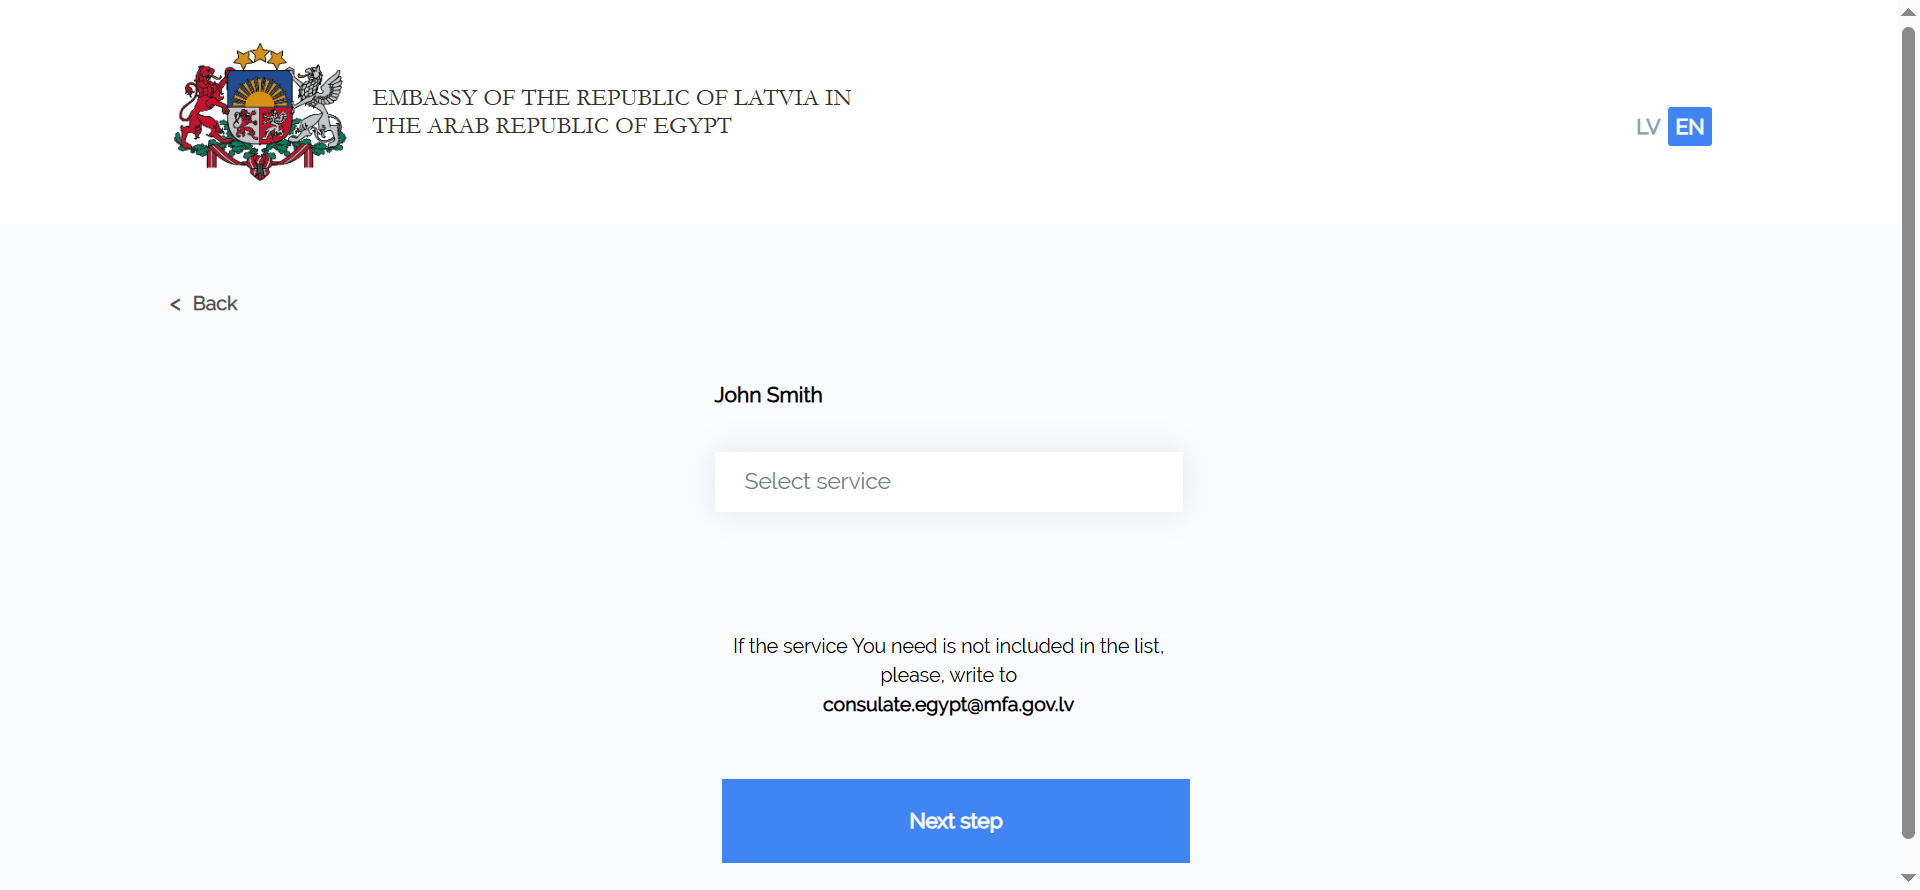 EMBASSY OF THE REPUBLIC OF LATVIA IN
THE ARAB REPUBLIC OF EGYPT
LV EN
< Back
John Smith
Select service
If the service You need is not included in the list,
please, write to
consulate.egypt@mfa.gov.lv
Next step